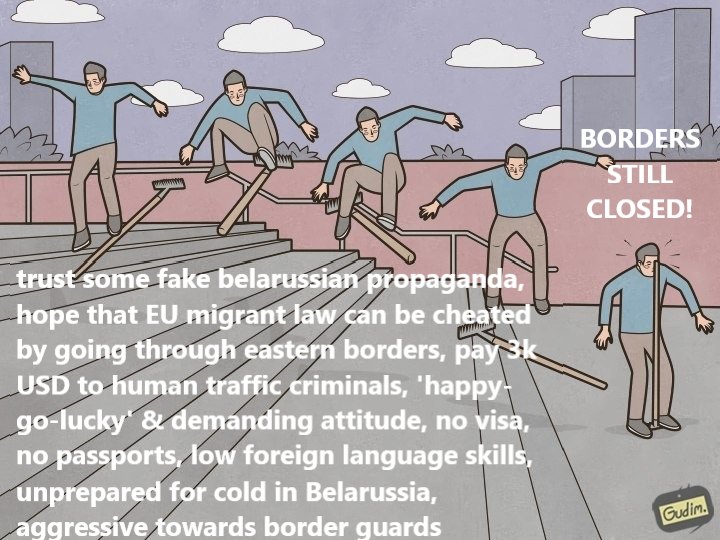 BORDERS
STILL
CLOSED!
trust some fake belarussian propaganda,
hope that EU migrant law can be cheated
by going through eastern borders, pay 3k
USD to human traffic criminals, 'happy-
go-lucky' & demanding attitude, no visa,
no passports, low foreign language skills,
unprepared for cold in Belarussia,
aggressive towards border guards
Gudim.